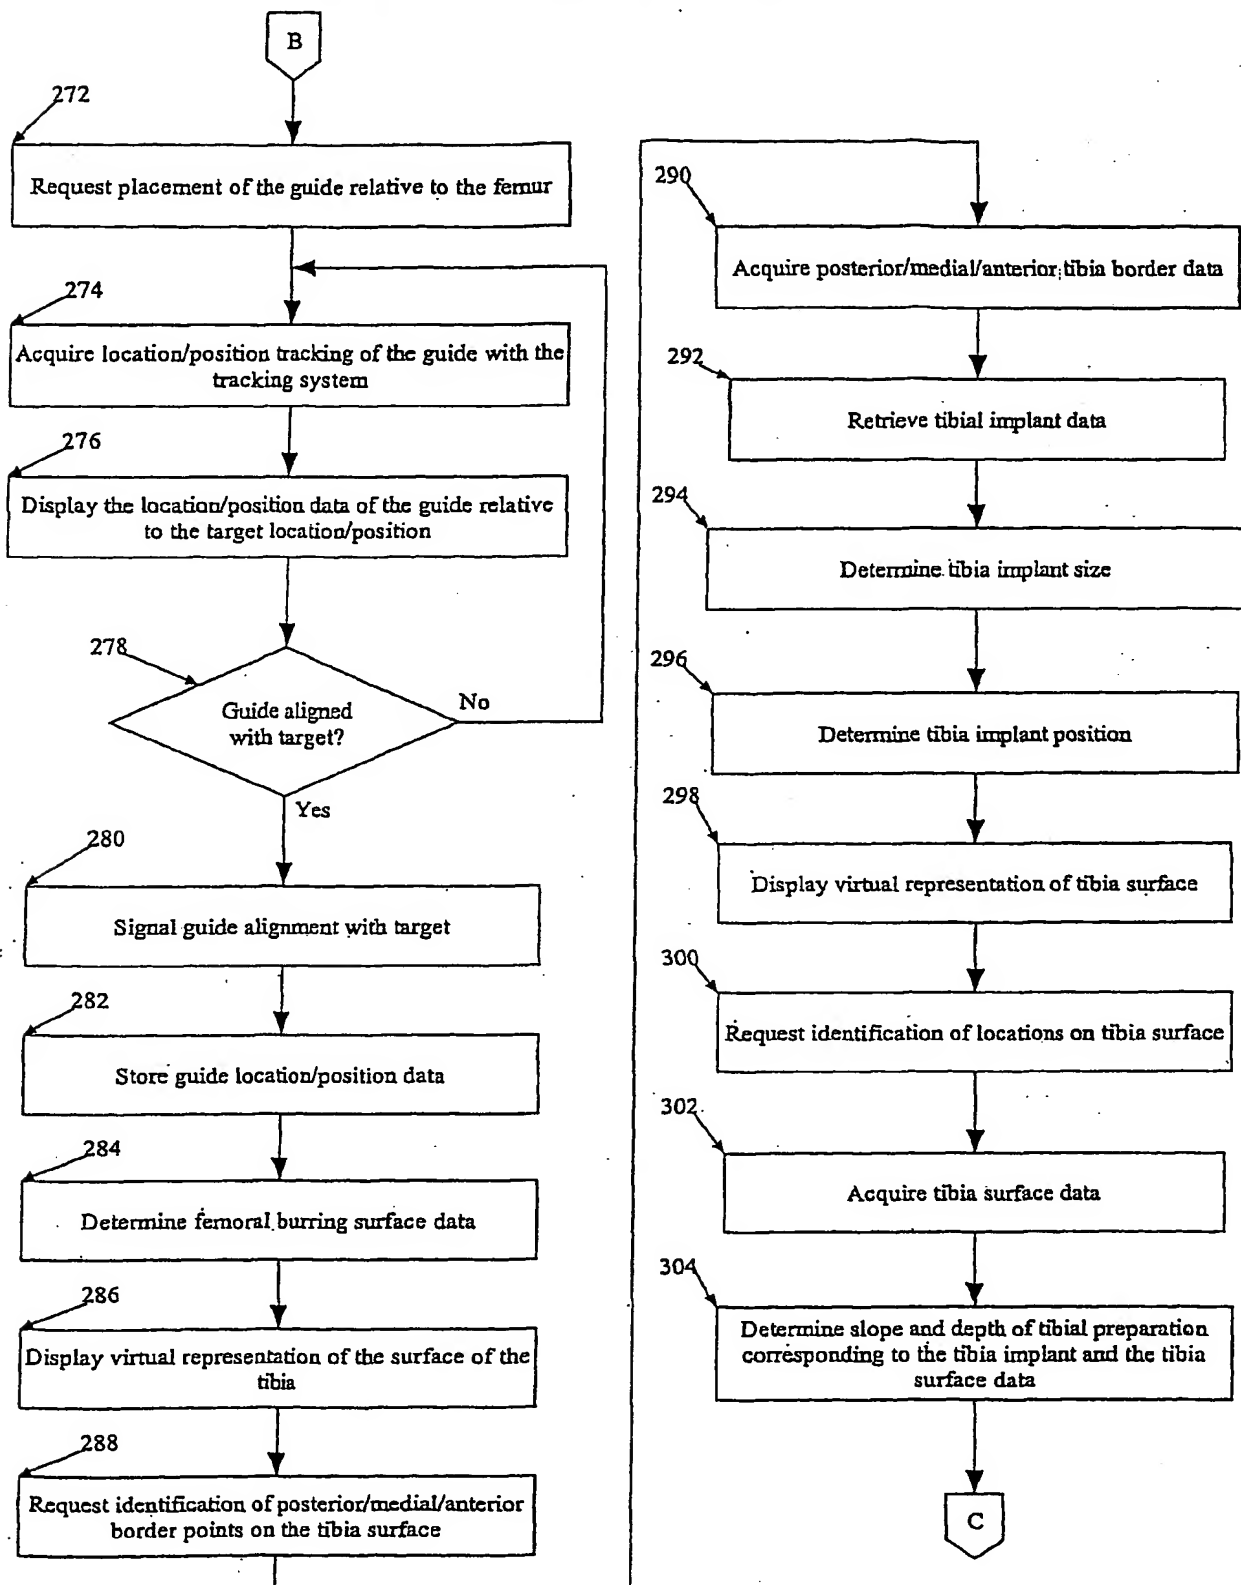 B
272
Request placement of the guide relative to the femur
274
Acquire location/position tracking of the guide with the
tracking system
276
Display the location/position data of the guide relative
to the target location/position
278
Guide aligned
with target?
No
Yes
280
Signal guide alignment with target
282
Store guide location/position data
284
Determine femoral burring surface data
286
Display virtual representation of the surface of the
tibia
288
Request identification of posterior/medial/anterior
border points on the tibia surface
290
Acquire posterior/medial/anterior tibia border data
292
Retrieve tibial implant data
294
Determine tibia implant size
296
Determine tibia implant position
298
Display virtual representation of tibia surface
300
Request identification of locations on tibia surface
302
Acquire tibia surface data
304
Determine slope and depth of tibial preparation
corresponding to the tibia implant and the tibia
surface data
C